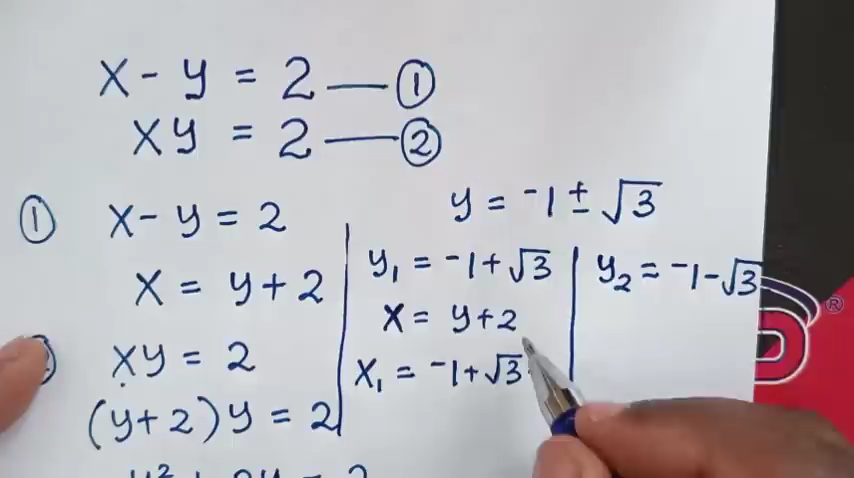 x - y = 2 — ①
xy = 2 — ②
① x - y = 2
x = y + 2
② xy = 2
(y + 2)y = 2
y = -1 ± √3
y₁ = -1 + √3
x = y + 2
x₁ = -1 + √3
y₂ = -1 - √3
®